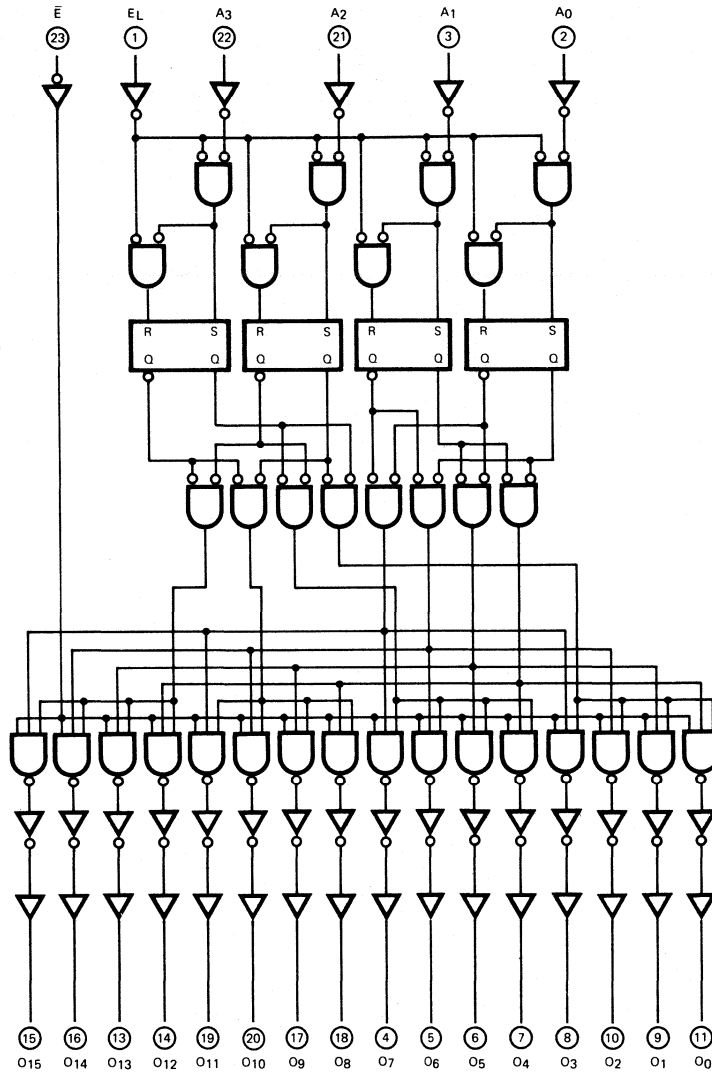 Ē EL A3 A2 A1 A0
23 1 22 21 3 2
R S R S R S R S
Q Q Q Q Q Q Q Q
15 16 13 14 19 20 17 18 4 5 6 7 8 10 9 11
O15 O14 O13 O12 O11 O10 O9 O8 O7 O6 O5 O4 O3 O2 O1 O0